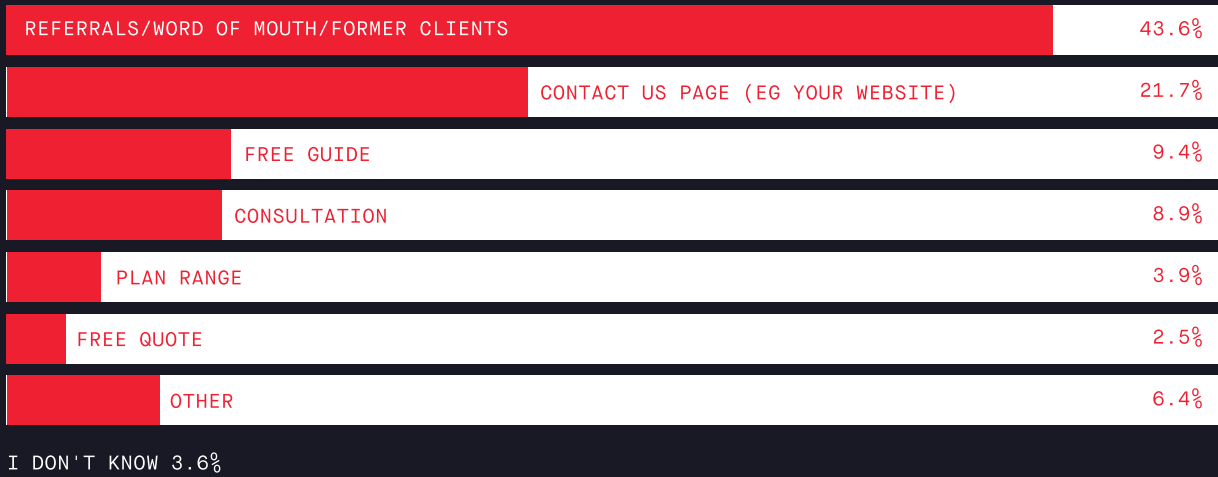 REFERRALS/WORD OF MOUTH/FORMER CLIENTS 43.6%
CONTACT US PAGE (EG YOUR WEBSITE) 21.7%
FREE GUIDE 9.4%
CONSULTATION 8.9%
PLAN RANGE 3.9%
FREE QUOTE 2.5%
OTHER 6.4%
I DON'T KNOW 3.6%